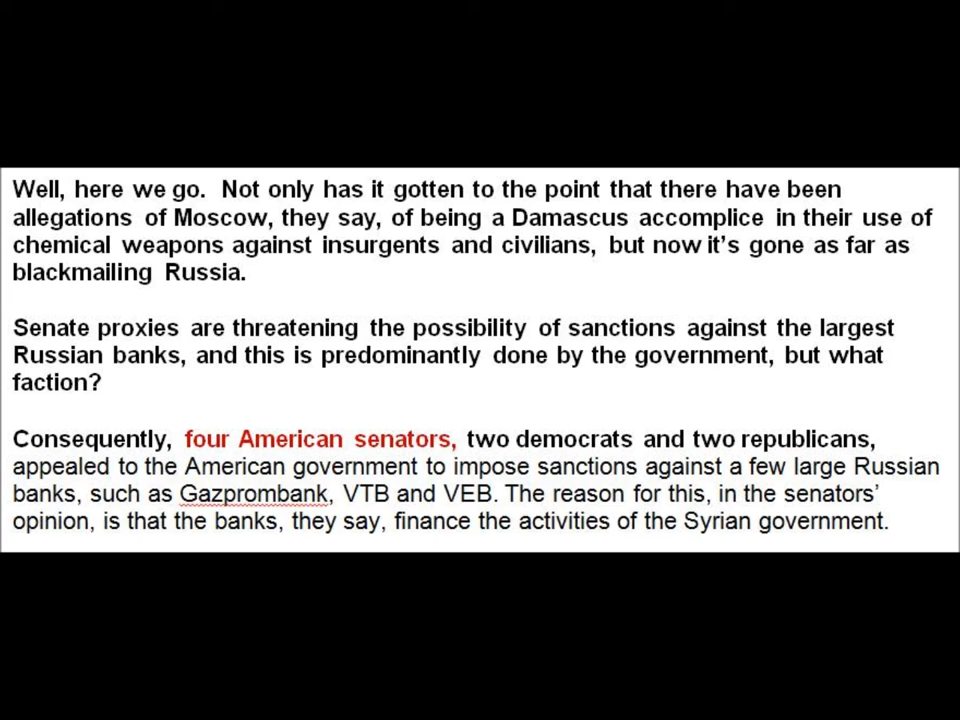 Well, here we go. Not only has it gotten to the point that there have been
allegations of Moscow, they say, of being a Damascus accomplice in their use of
chemical weapons against insurgents and civilians, but now it’s gone as far as
blackmailing Russia.
Senate proxies are threatening the possibility of sanctions against the largest
Russian banks, and this is predominantly done by the government, but what
faction?
Consequently, four American senators, two democrats and two republicans,
appealed to the American government to impose sanctions against a few large Russian
banks, such as Gazprombank, VTB and VEB. The reason for this, in the senators’
opinion, is that the banks, they say, finance the activities of the Syrian government.